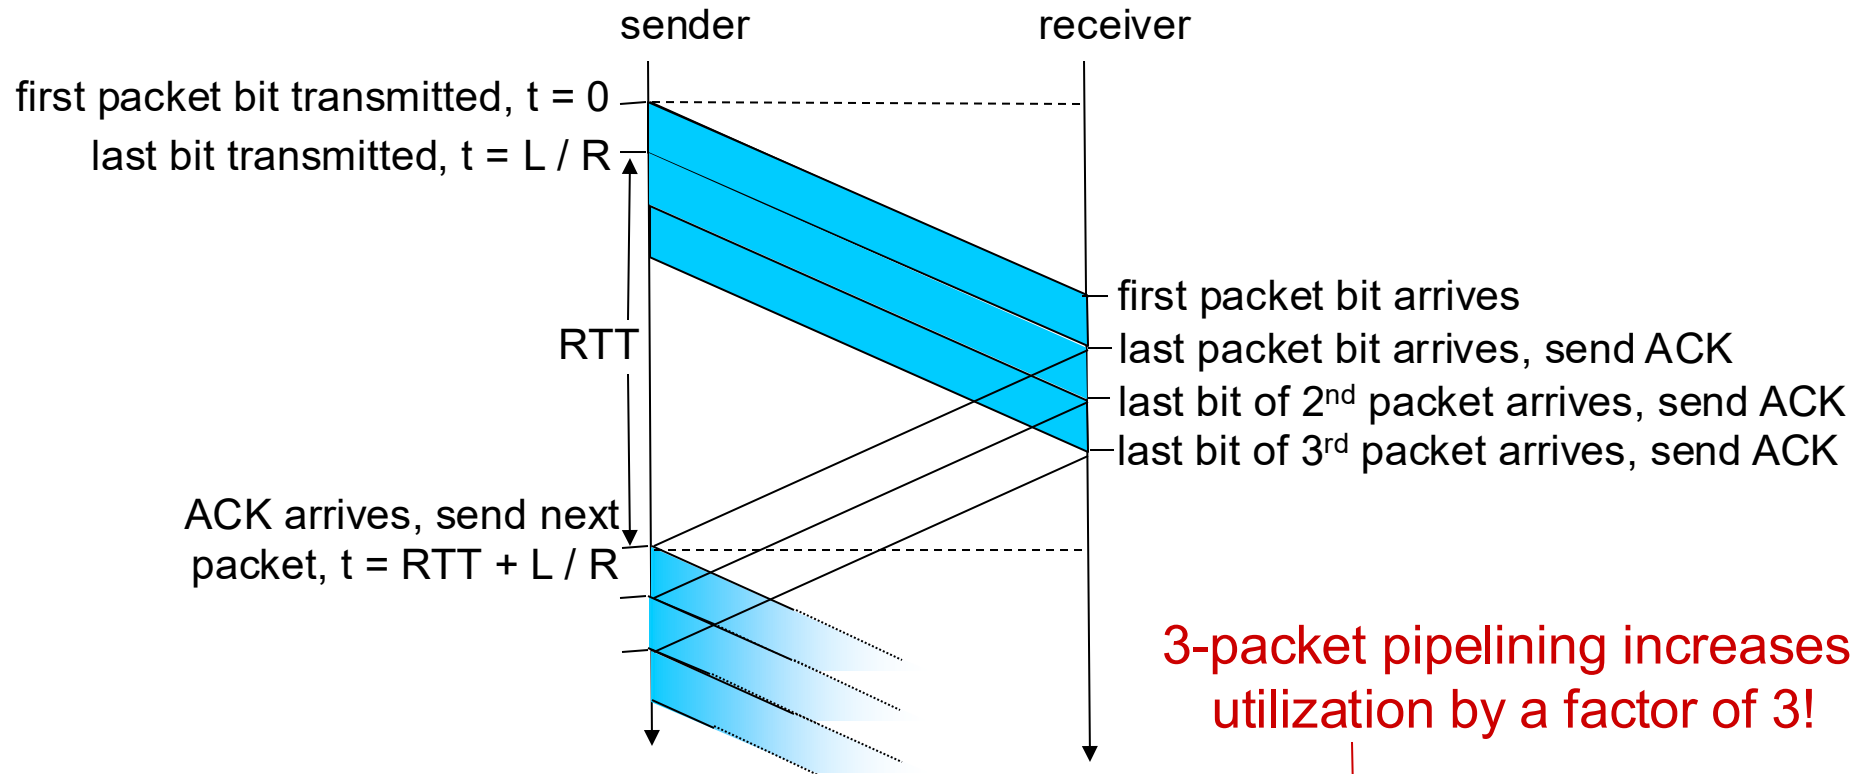 sender
receiver
first packet bit transmitted, t = 0
last bit transmitted, t = L / R
first packet bit arrives
RTT
last packet bit arrives, send ACK
last bit of 2nd packet arrives, send ACK
last bit of 3rd packet arrives, send ACK
ACK arrives, send next
packet, t = RTT + L / R
3-packet pipelining increases
utilization by a factor of 3!